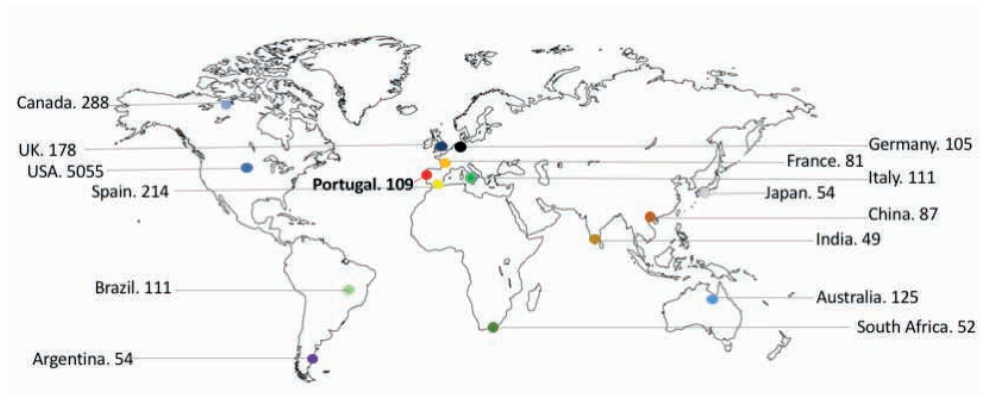 Canada. 288
UK. 178
USA. 5055
Spain. 214
Portugal. 109
Brazil. 111
Argentina. 54
Germany. 105
France. 81
Italy. 111
Japan. 54
China. 87
India. 49
Australia. 125
South Africa. 52